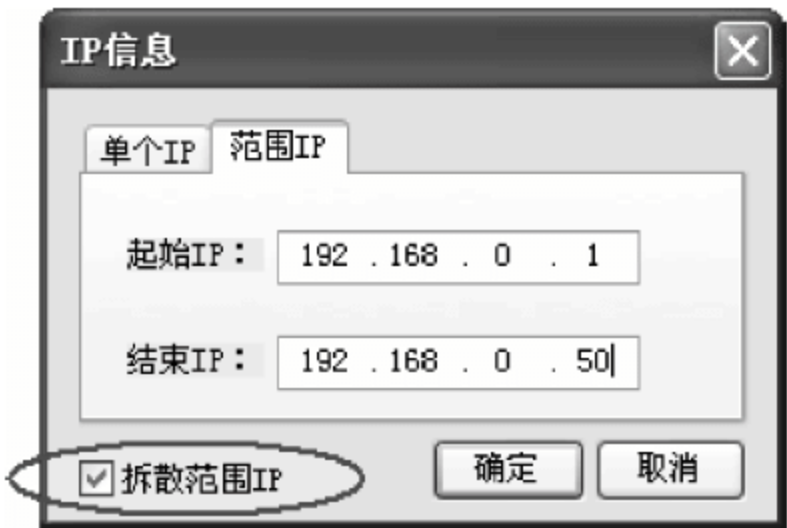 IP信息
单个IP 范围IP
起始IP： 192 . 168 . 0 . 1
结束IP： 192 . 168 . 0 . 50
拆散范围IP 确定 取消